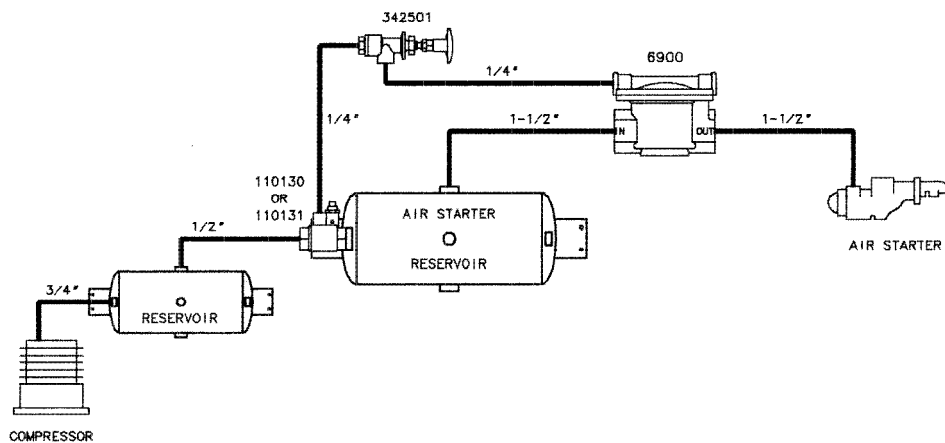 342501
6900
1/4"
1/4"
1-1/2"
IN
OUT
1-1/2"
110130
OR
110131
1/2"
AIR STARTER
RESERVOIR
AIR STARTER
3/4"
RESERVOIR
COMPRESSOR